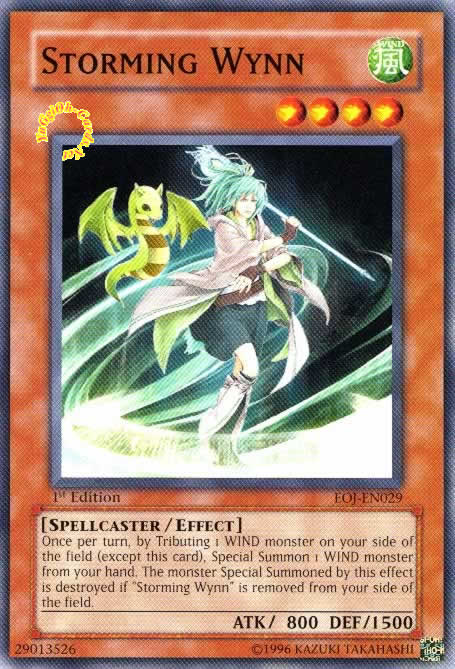 STORMING WYNN
WIND
風
YuGiOh-Cards.Net
1st Edition
EOJ-EN029
[SPELLCASTER / EFFECT]
Once per turn, by Tributing 1 WIND monster on your side of
the field (except this card), Special Summon 1 WIND monster
from your hand. The monster Special Summoned by this effect
is destroyed if "Storming Wynn" is removed from your side of
the field.
ATK/ 800 DEF/1500
29013526
©1996 KAZUKI TAKAHASHI